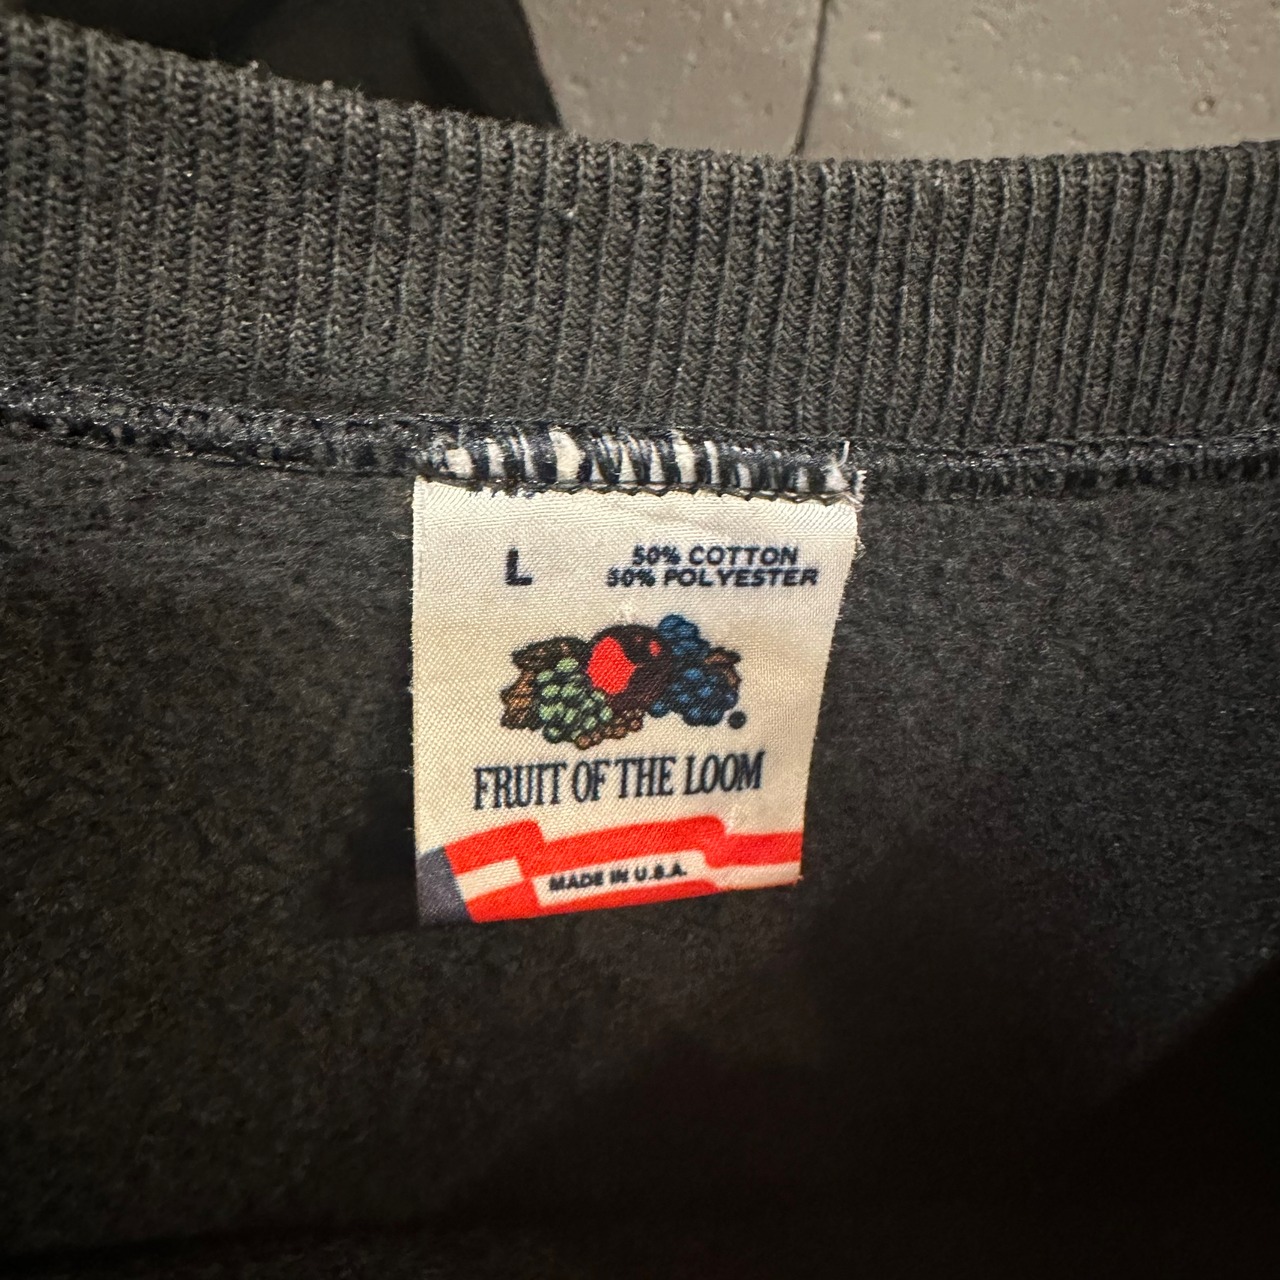 L
50% COTTON
50% POLYESTER
FRUIT OF THE LOOM
MADE IN U.S.A.